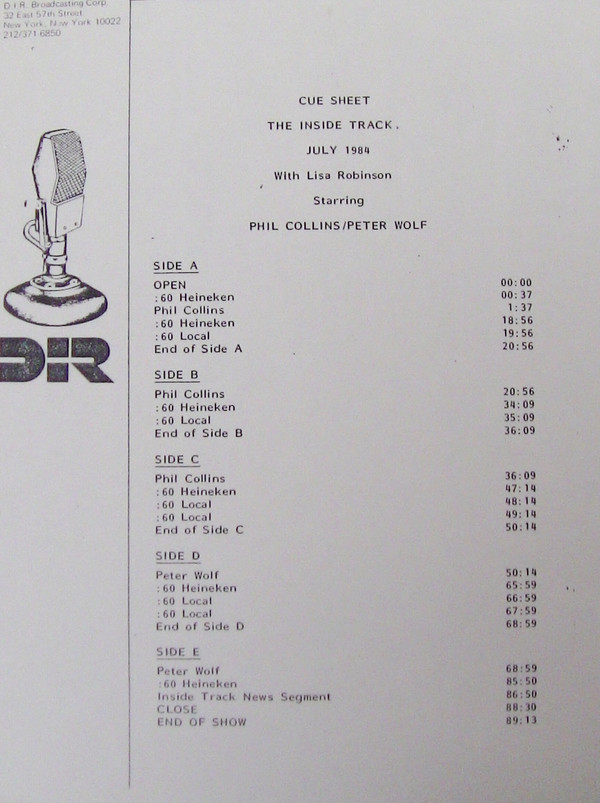 D.I.R. Broadcasting Corp.
32 East 57th Street
New York, New York 10022
212/371-6850
CUE SHEET
THE INSIDE TRACK.
JULY 1984
With Lisa Robinson
Starring
PHIL COLLINS/PETER WOLF
DIR
SIDE A
OPEN 00:00
:60 Heineken 00:37
Phil Collins 1:37
:60 Heineken 18:56
:60 Local 19:56
End of Side A 20:56
SIDE B
Phil Collins 20:56
:60 Heineken 34:09
:60 Local 35:09
End of Side B 36:09
SIDE C
Phil Collins 36:09
:60 Heineken 47:14
:60 Local 48:14
:60 Local 49:14
End of Side C 50:14
SIDE D
Peter Wolf 50:14
:60 Heineken 65:59
:60 Local 66:59
:60 Local 67:59
End of Side D 68:59
SIDE E
Peter Wolf 68:59
:60 Heineken 85:50
Inside Track News Segment 86:50
CLOSE 88:30
END OF SHOW 89:13